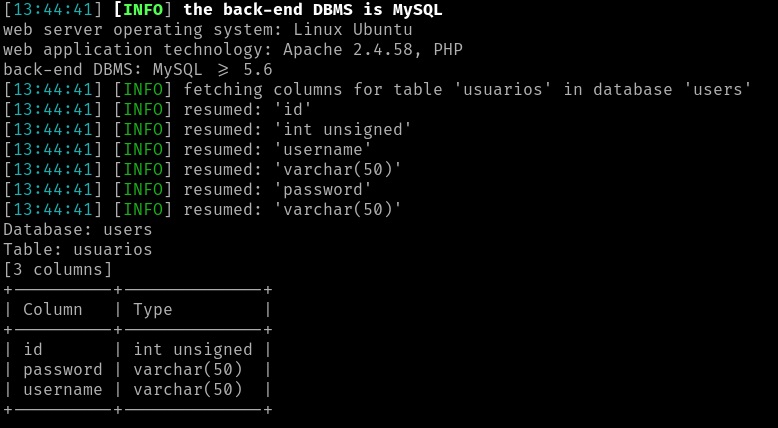 [13:44:41] [INFO] the back-end DBMS is MySQL
web server operating system: Linux Ubuntu
web application technology: Apache 2.4.58, PHP
back-end DBMS: MySQL ≥ 5.6
[13:44:41] [INFO] fetching columns for table 'usuarios' in database 'users'
[13:44:41] [INFO] resumed: 'id'
[13:44:41] [INFO] resumed: 'int unsigned'
[13:44:41] [INFO] resumed: 'username'
[13:44:41] [INFO] resumed: 'varchar(50)'
[13:44:41] [INFO] resumed: 'password'
[13:44:41] [INFO] resumed: 'varchar(50)'
Database: users
Table: usuarios
[3 columns]
+----------+--------------+
| Column   | Type         |
+----------+--------------+
| id       | int unsigned |
| password | varchar(50)  |
| username | varchar(50)  |
+----------+--------------+